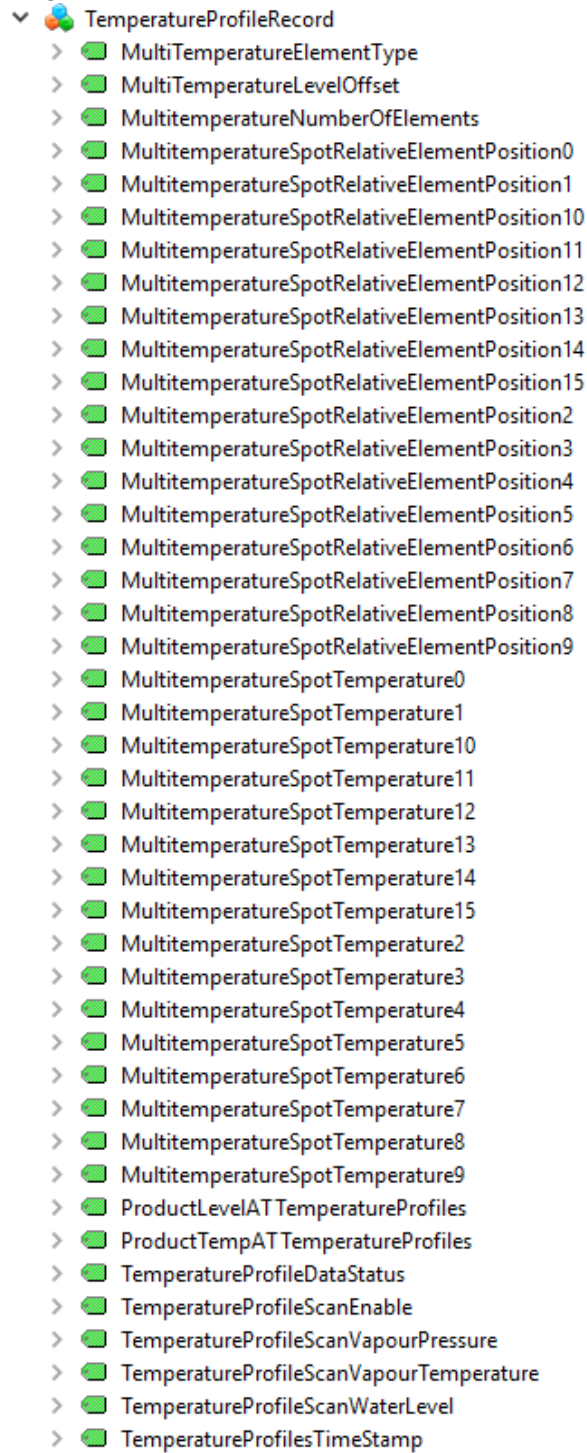 TemperatureProfileRecord
MultiTemperatureElementType
MultiTemperatureLevelOffset
MultitemperatureNumberOfElements
MultitemperatureSpotRelativeElementPosition0
MultitemperatureSpotRelativeElementPosition1
MultitemperatureSpotRelativeElementPosition10
MultitemperatureSpotRelativeElementPosition11
MultitemperatureSpotRelativeElementPosition12
MultitemperatureSpotRelativeElementPosition13
MultitemperatureSpotRelativeElementPosition14
MultitemperatureSpotRelativeElementPosition15
MultitemperatureSpotRelativeElementPosition2
MultitemperatureSpotRelativeElementPosition3
MultitemperatureSpotRelativeElementPosition4
MultitemperatureSpotRelativeElementPosition5
MultitemperatureSpotRelativeElementPosition6
MultitemperatureSpotRelativeElementPosition7
MultitemperatureSpotRelativeElementPosition8
MultitemperatureSpotRelativeElementPosition9
MultitemperatureSpotTemperature0
MultitemperatureSpotTemperature1
MultitemperatureSpotTemperature10
MultitemperatureSpotTemperature11
MultitemperatureSpotTemperature12
MultitemperatureSpotTemperature13
MultitemperatureSpotTemperature14
MultitemperatureSpotTemperature15
MultitemperatureSpotTemperature2
MultitemperatureSpotTemperature3
MultitemperatureSpotTemperature4
MultitemperatureSpotTemperature5
MultitemperatureSpotTemperature6
MultitemperatureSpotTemperature7
MultitemperatureSpotTemperature8
MultitemperatureSpotTemperature9
ProductLevelATTemperatureProfiles
ProductTempATTemperatureProfiles
TemperatureProfileDataStatus
TemperatureProfileScanEnable
TemperatureProfileScanVapourPressure
TemperatureProfileScanVapourTemperature
TemperatureProfileScanWaterLevel
TemperatureProfilesTimeStamp